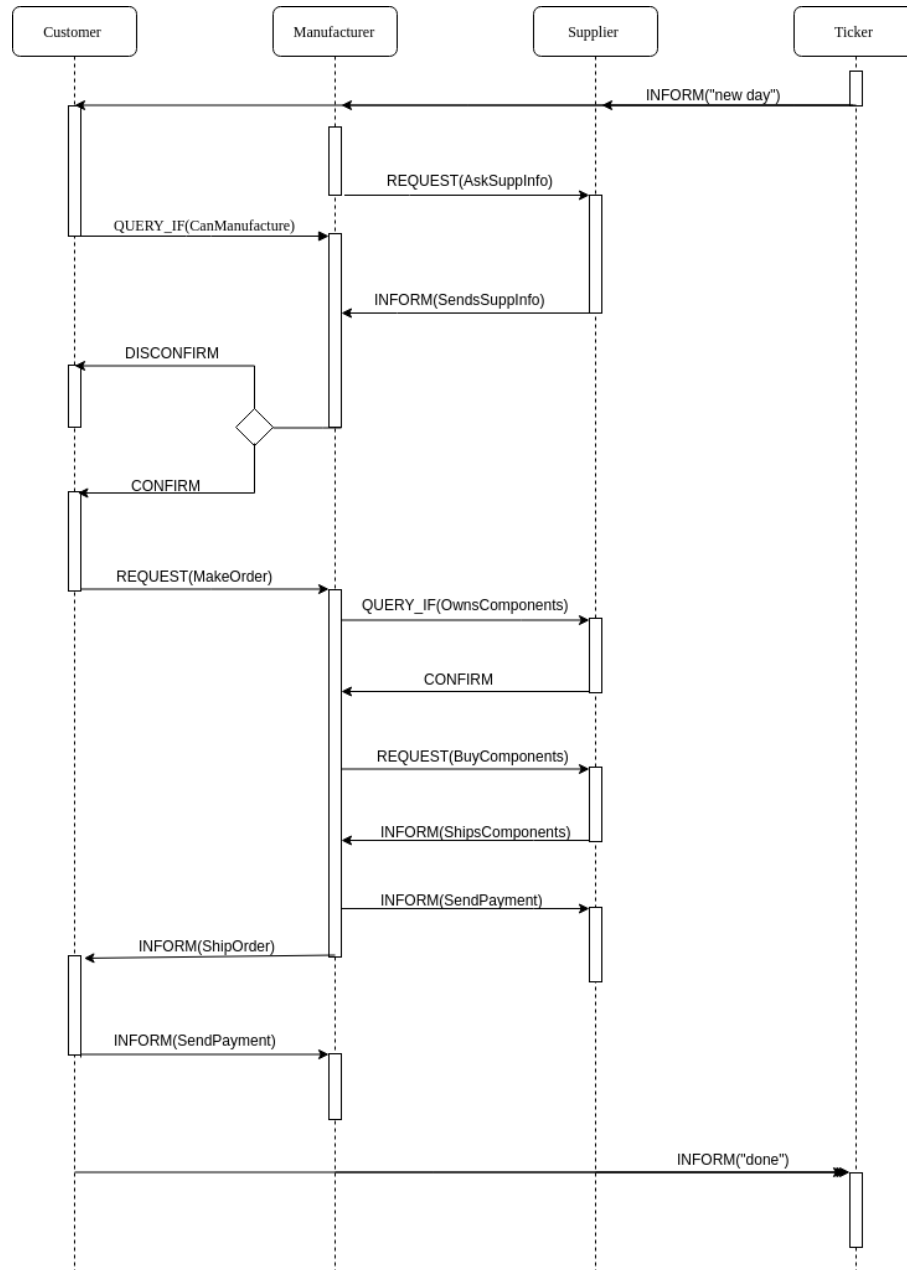 Customer
Manufacturer
Supplier
Ticker
INFORM("new day")
REQUEST(AskSuppInfo)
QUERY_IF(CanManufacture)
INFORM(SendsSuppInfo)
DISCONFIRM
CONFIRM
REQUEST(MakeOrder)
QUERY_IF(OwnsComponents)
CONFIRM
REQUEST(BuyComponents)
INFORM(ShipsComponents)
INFORM(SendPayment)
INFORM(ShipOrder)
INFORM(SendPayment)
INFORM("done")